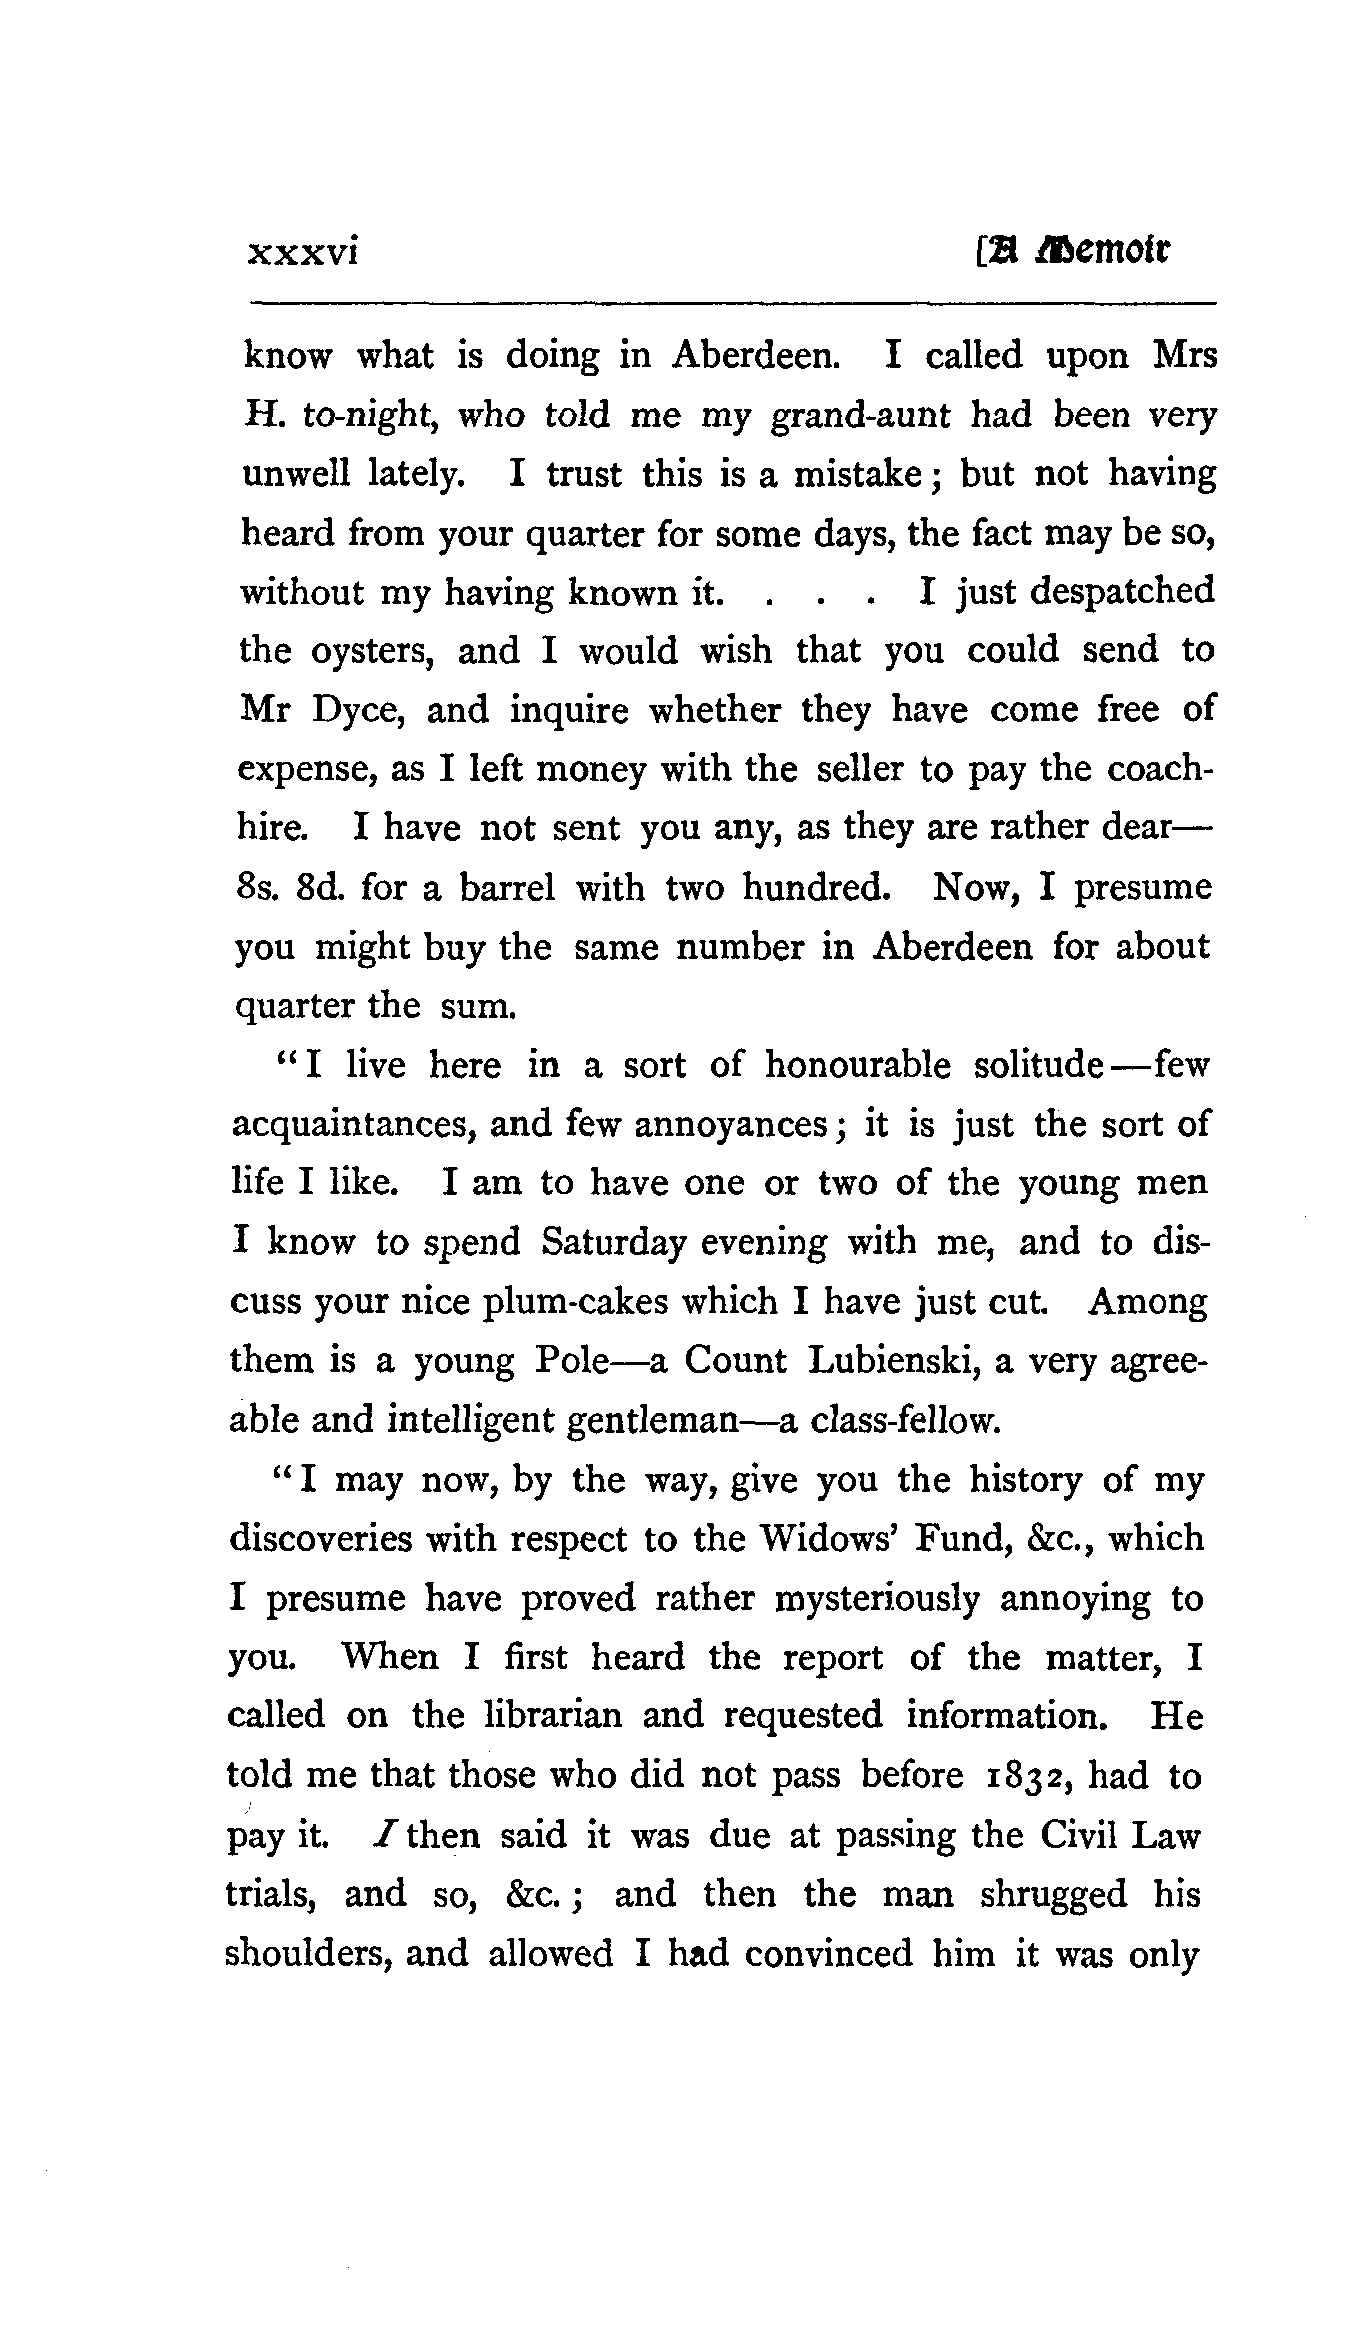 xxxvi [A Memoir
know what is doing in Aberdeen. I called upon Mrs
H. to-night, who told me my grand-aunt had been very
unwell lately. I trust this is a mistake; but not having
heard from your quarter for some days, the fact may be so,
without my having known it. . . . I just despatched
the oysters, and I would wish that you could send to
Mr Dyce, and inquire whether they have come free of
expense, as I left money with the seller to pay the coach-
hire. I have not sent you any, as they are rather dear—
8s. 8d. for a barrel with two hundred. Now, I presume
you might buy the same number in Aberdeen for about
quarter the sum.
“I live here in a sort of honourable solitude—few
acquaintances, and few annoyances; it is just the sort of
life I like. I am to have one or two of the young men
I know to spend Saturday evening with me, and to dis-
cuss your nice plum-cakes which I have just cut. Among
them is a young Pole—a Count Lubienski, a very agree-
able and intelligent gentleman—a class-fellow.
“I may now, by the way, give you the history of my
discoveries with respect to the Widows’ Fund, &c., which
I presume have proved rather mysteriously annoying to
you. When I first heard the report of the matter, I
called on the librarian and requested information. He
told me that those who did not pass before 1832, had to
pay it. I then said it was due at passing the Civil Law
trials, and so, &c.; and then the man shrugged his
shoulders, and allowed I had convinced him it was only